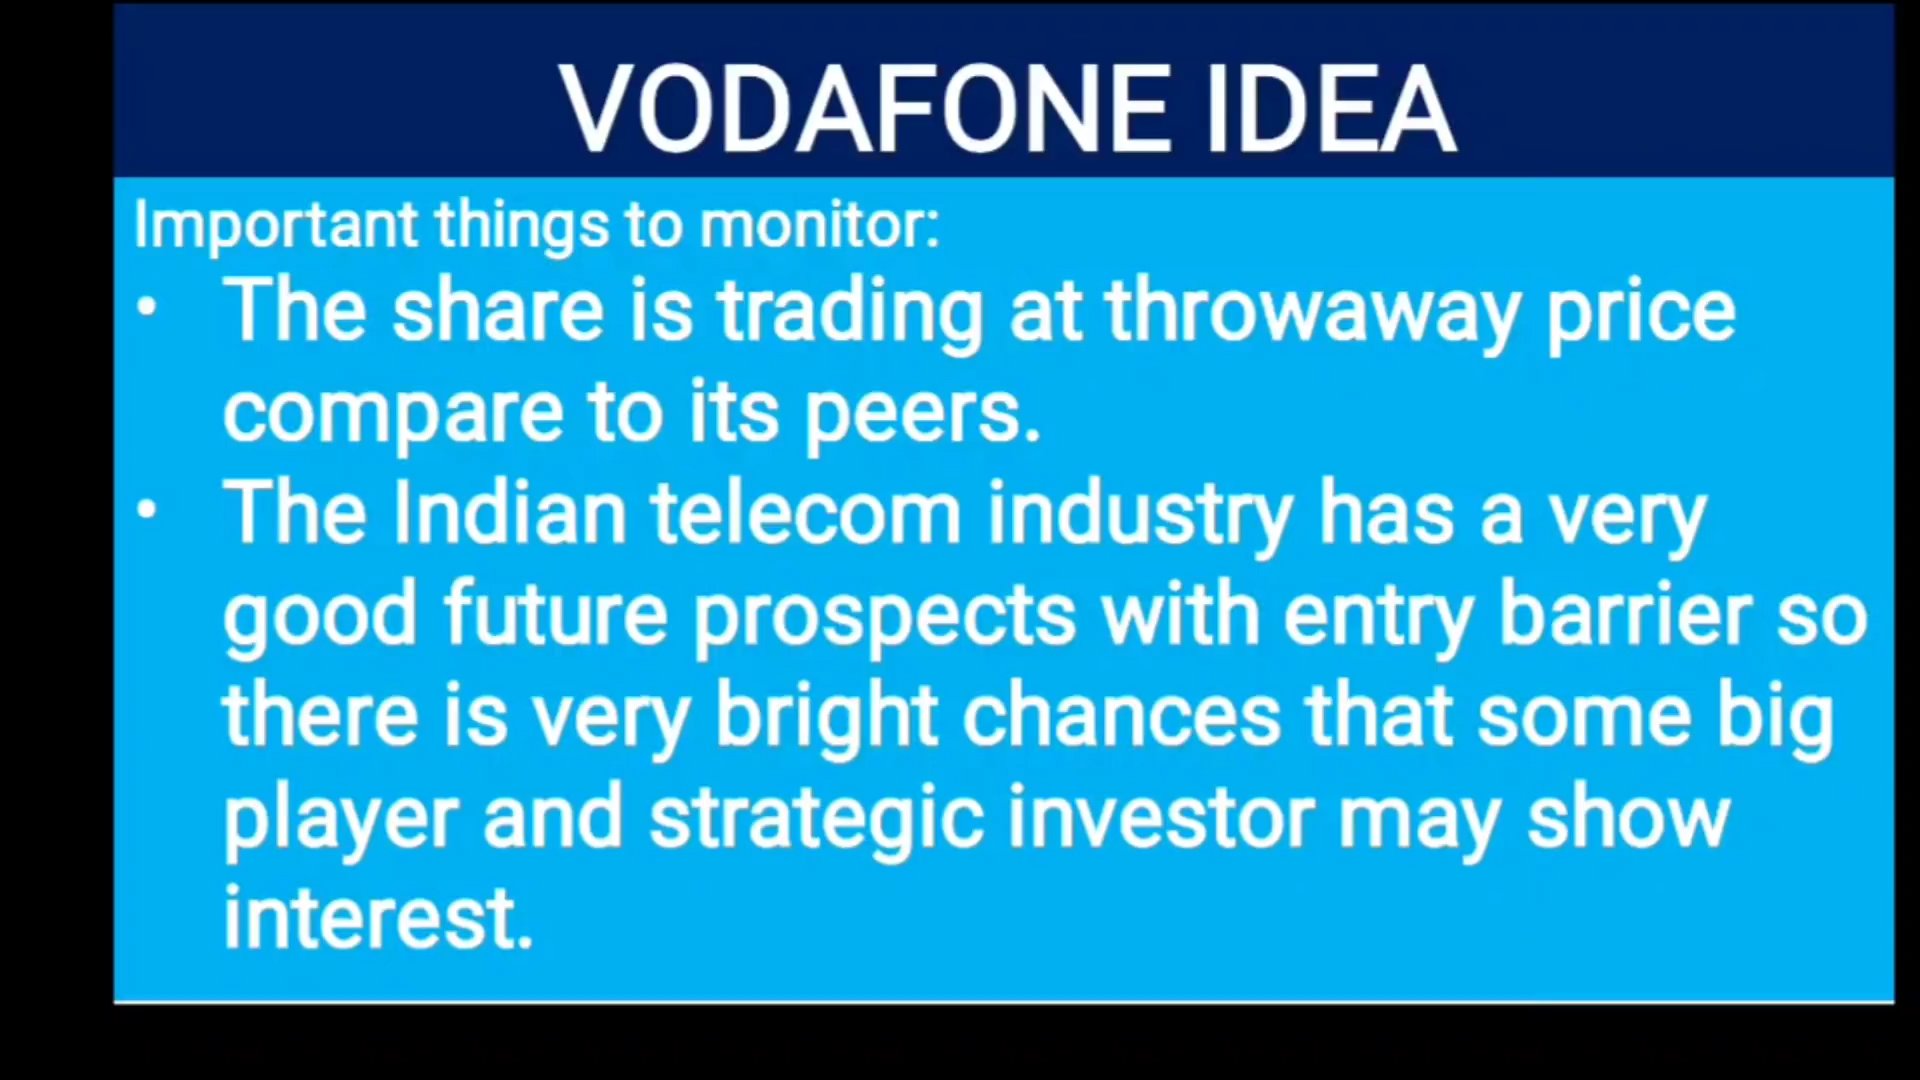 VODAFONE IDEA
Important things to monitor:
• The share is trading at throwaway price
compare to its peers.
• The Indian telecom industry has a very
good future prospects with entry barrier so
there is very bright chances that some big
player and strategic investor may show
interest.